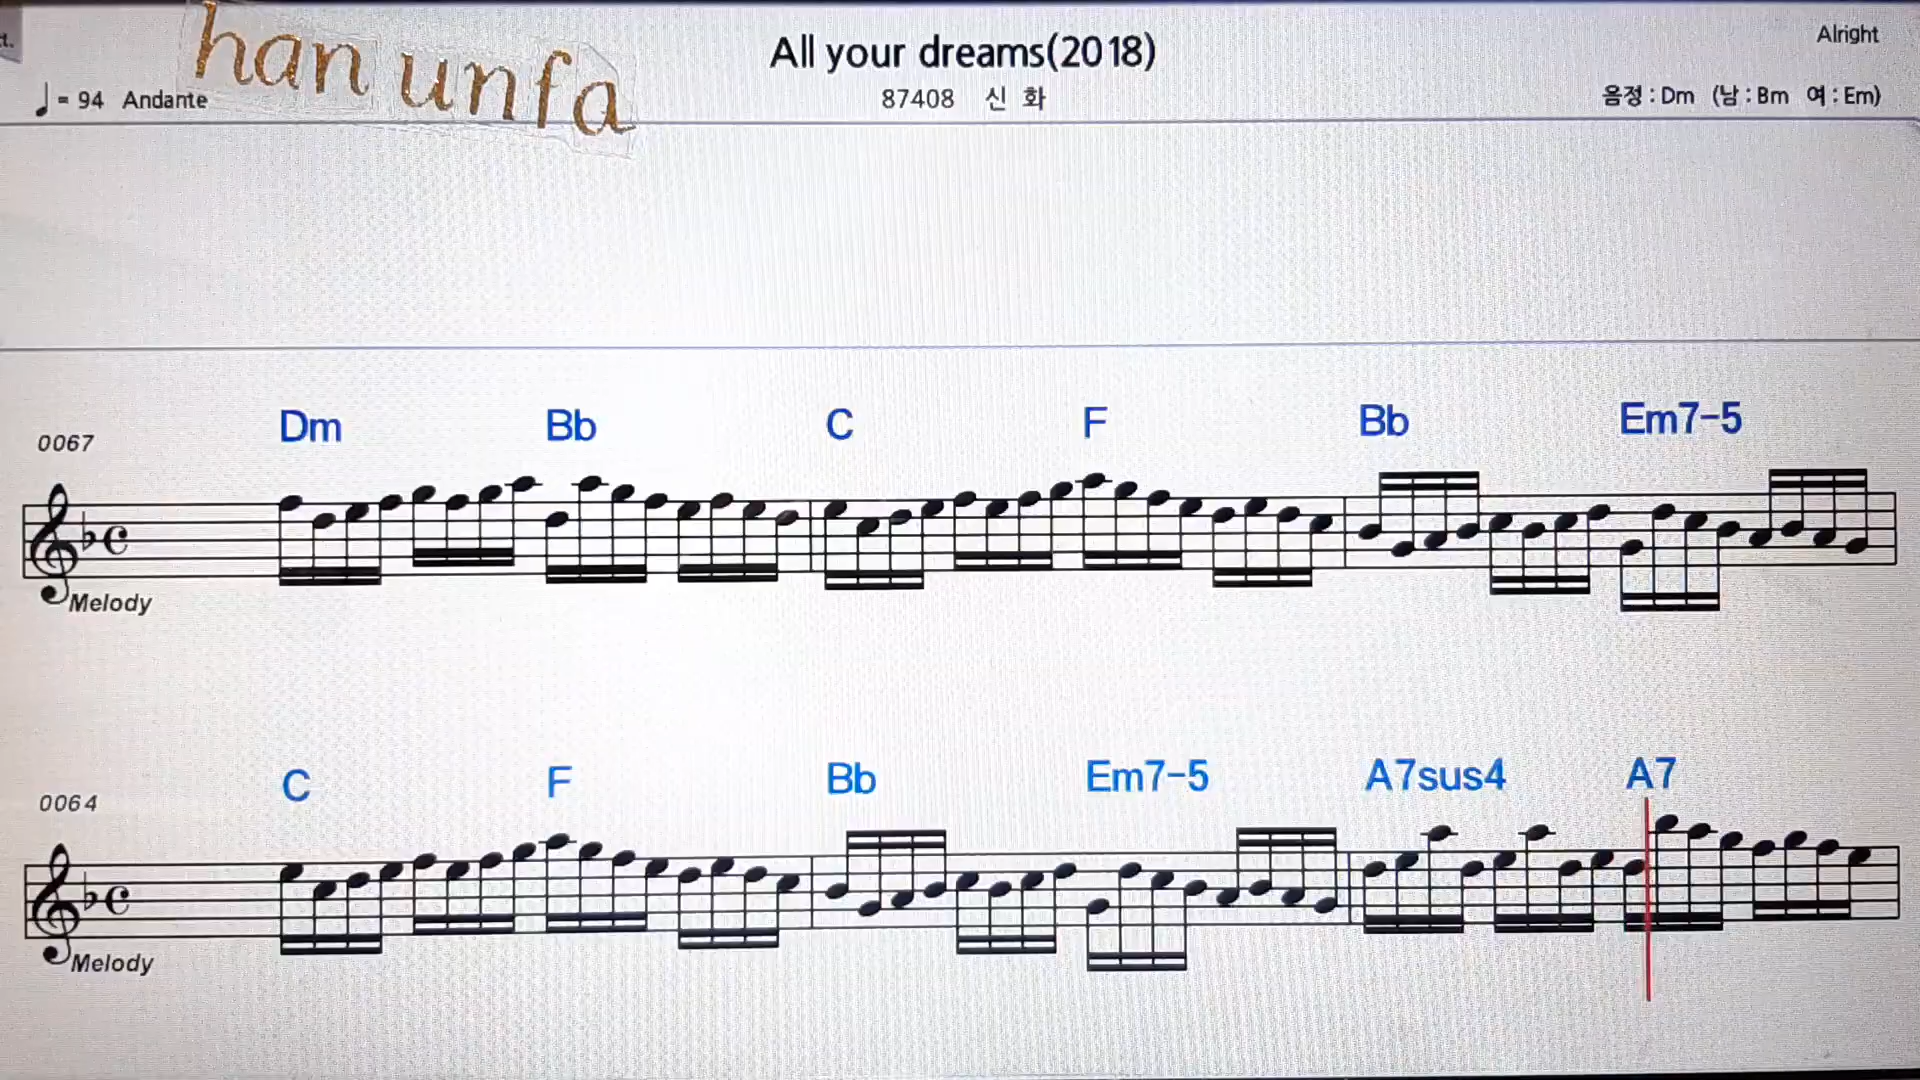 han unfa
All your dreams(2018)
Alright
♩= 94 Andante
87408 신 화
음정 : Dm (남 : Bm 여 : Em)
0067
Dm Bb C F Bb Em7-5
Melody
0064
C F Bb Em7-5 A7sus4 A7
Melody